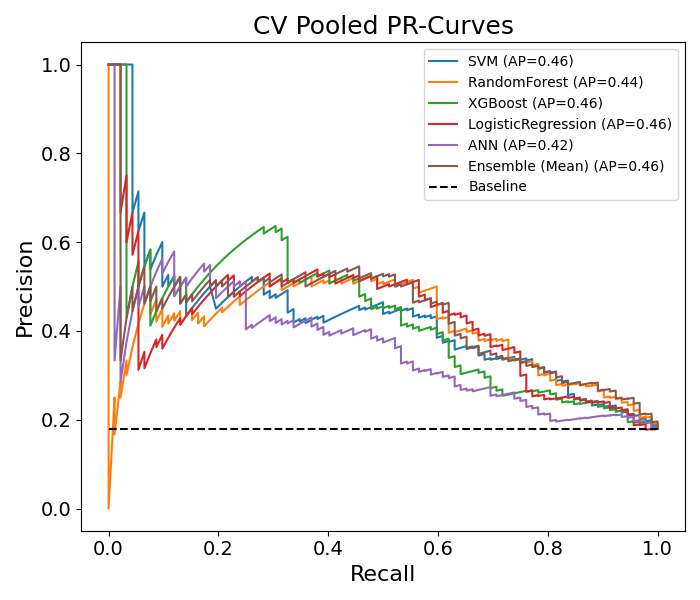 CV Pooled PR-Curves
SVM (AP=0.46)
RandomForest (AP=0.44)
XGBoost (AP=0.46)
LogisticRegression (AP=0.46)
ANN (AP=0.42)
Ensemble (Mean) (AP=0.46)
Baseline
Precision
1.0
0.8
0.6
0.4
0.2
0.0
0.0 0.2 0.4 0.6 0.8 1.0
Recall